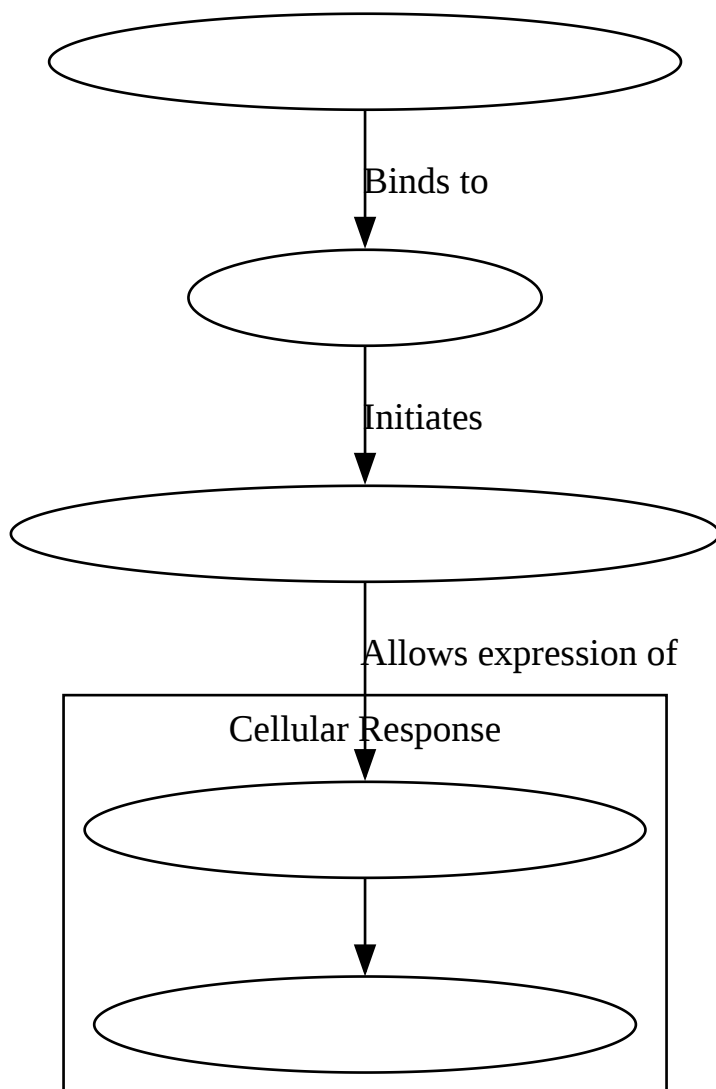 Binds to
Initiates
Allows expression of
Cellular Response